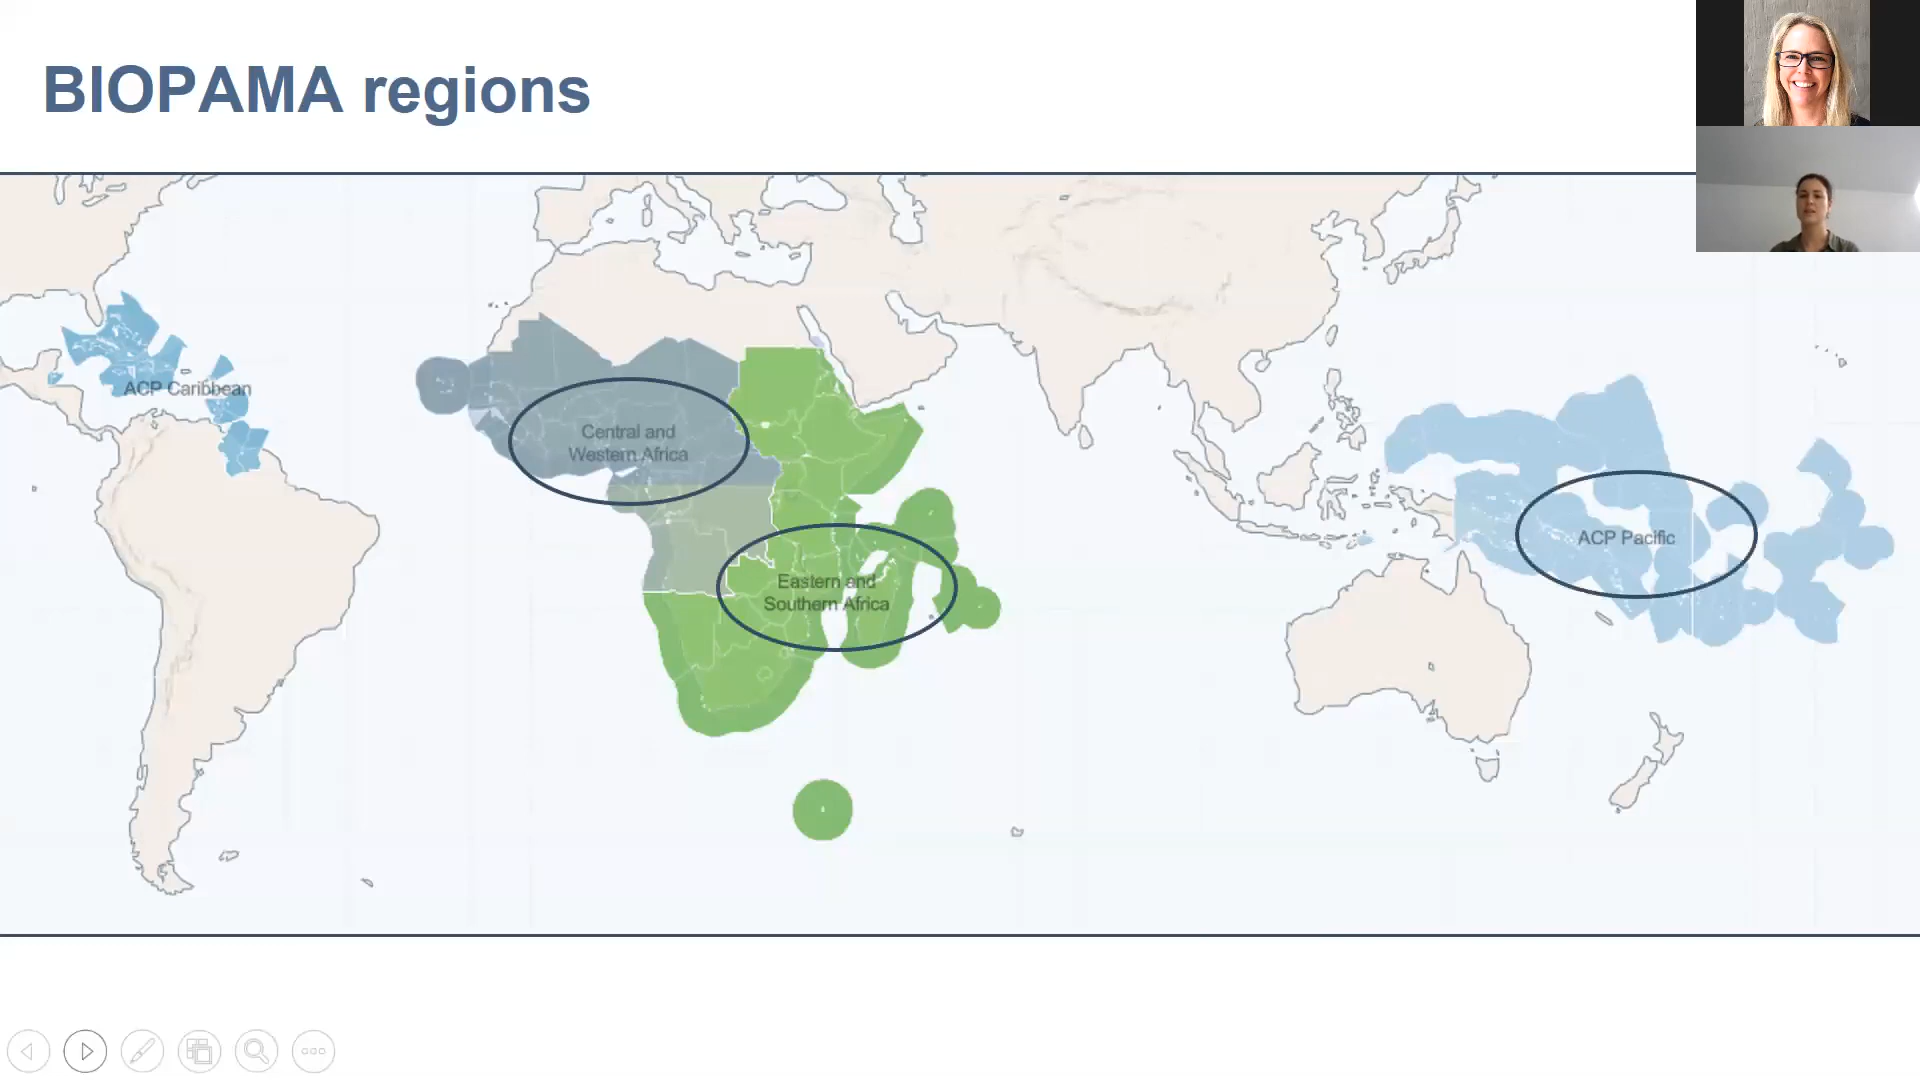 BIOPAMA regions
ACP Caribbean
Central and
Western Africa
Eastern and
Southern Africa
ACP Pacific